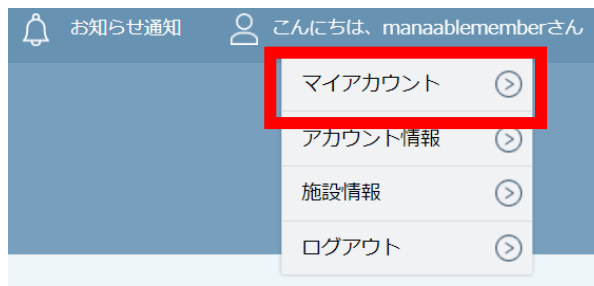 お知らせ通知 こんにちは、manaablememberさん
マイアカウント
アカウント情報
施設情報
ログアウト